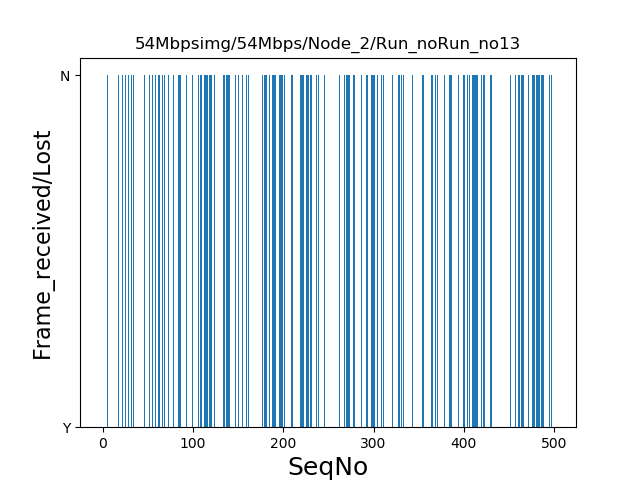 54Mbpsimg/54Mbps/Node_2/Run_noRun_no13
N
Frame_received/Lost
Y
0 100 200 300 400 500
SeqNo